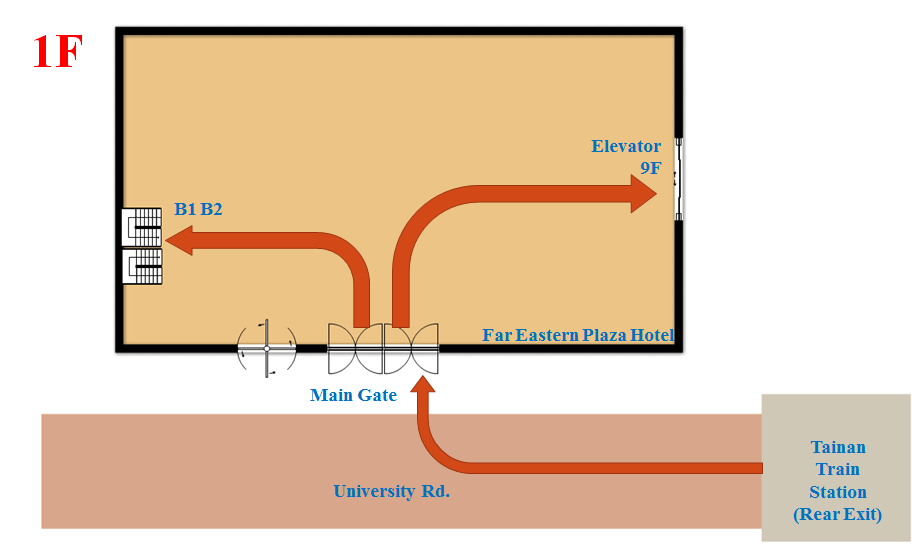 1F
Elevator
9F
B1 B2
Far Eastern Plaza Hotel
Main Gate
University Rd.
Tainan
Train
Station
(Rear Exit)